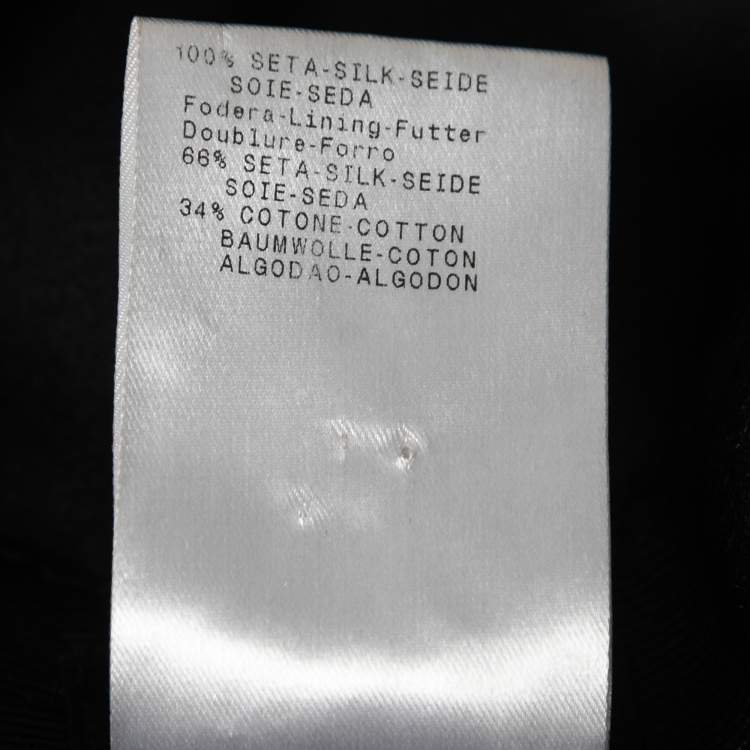 100% SETA-SILK-SEIDE
SOIE-SEDA
Fodera-Lining-Futter
Doublure-Forro
66% SETA-SILK-SEIDE
SOIE-SEDA
34% COTONE-COTTON
BAUMWOLLE-COTON
ALGODAO-ALGODON